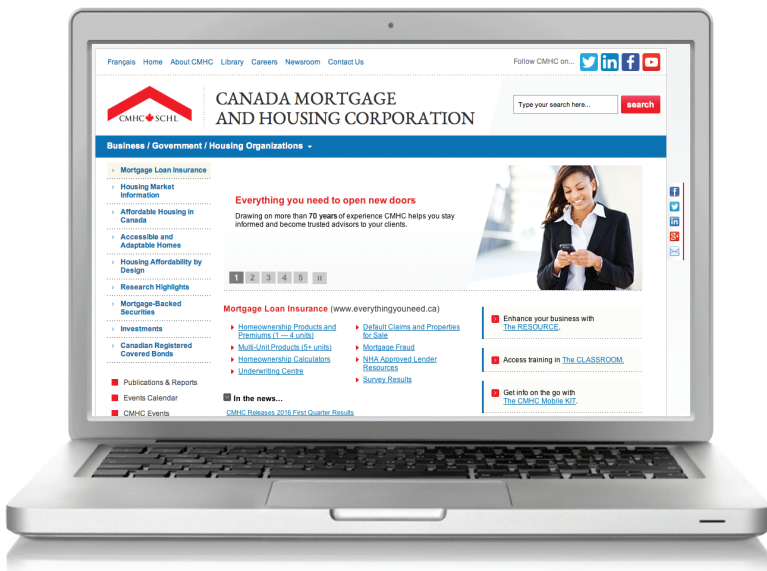 Français Home About CMHC Library Careers Newsroom Contact Us
Follow CMHC on...
CMHC SCHL
CANADA MORTGAGE
AND HOUSING CORPORATION
Type your search here...
search
Business / Government / Housing Organizations
Mortgage Loan Insurance
Housing Market
Information
Affordable Housing in
Canada
Accessible and
Adaptable Homes
Housing Affordability by
Design
Research Highlights
Mortgage-Backed
Securities
Investments
Canadian Registered
Covered Bonds
Publications & Reports
Events Calendar
CMHC Events
Everything you need to open new doors
Drawing on more than 70 years of experience CMHC helps you stay
informed and become trusted advisors to your clients.
1 2 3 4 5
Mortgage Loan Insurance (www.everythingyouneed.ca)
Homeownership Products and
Premiums (1 — 4 units)
Multi-Unit Products (5+ units)
Homeownership Calculators
Underwriting Centre
Default Claims and Properties
for Sale
Mortgage Fraud
NHA Approved Lender
Resources
Survey Results
In the news...
CMHC Releases 2016 First Quarter Results
Enhance your business with
The RESOURCE.
Access training in The CLASSROOM.
Get info on the go with
The CMHC Mobile KIT.